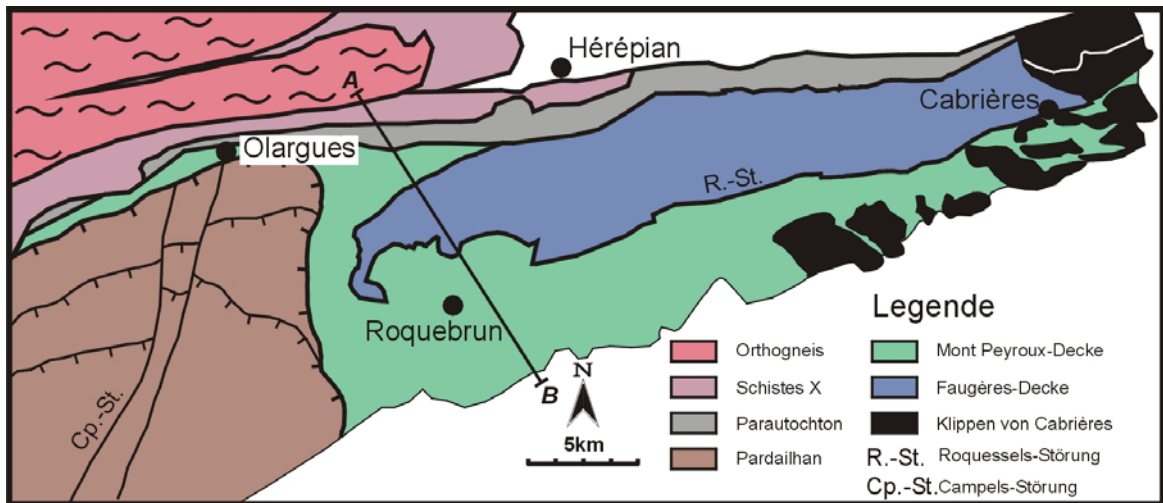 Hérépian
A
Cabrières
Olargues
R.-St.
Roquebrun
Cp.-St.
B
N
5km
Legende
Orthogneis
Schistes X
Parautochton
Pardailhan
Mont Peyroux-Decke
Faugères-Decke
Klippen von Cabrières
R.-St. Roquessels-Störung
Cp.-St. Campels-Störung